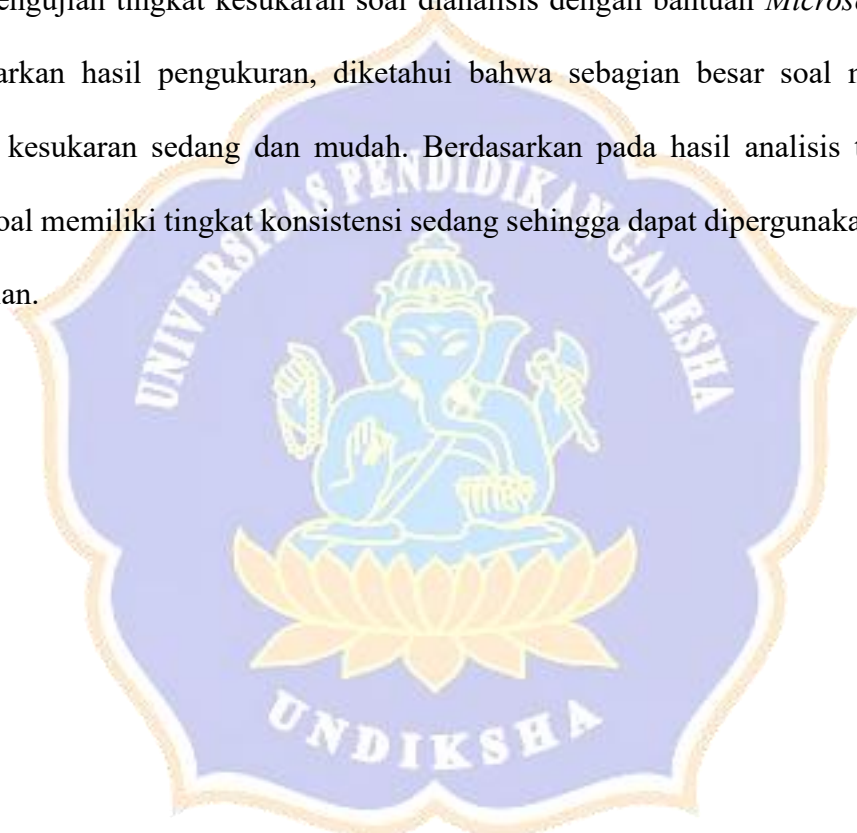 engujian tingkat kesukaran soal dianalisis dengan bantuan Micros
arkan hasil pengukuran, diketahui bahwa sebagian besar soal
kesukaran sedang dan mudah. Berdasarkan pada hasil analisis
oal memiliki tingkat konsistensi sedang sehingga dapat dipergunaka
an.
UNIVERSITAS PENDIDIKAN GANESHA
UNDIKSHA